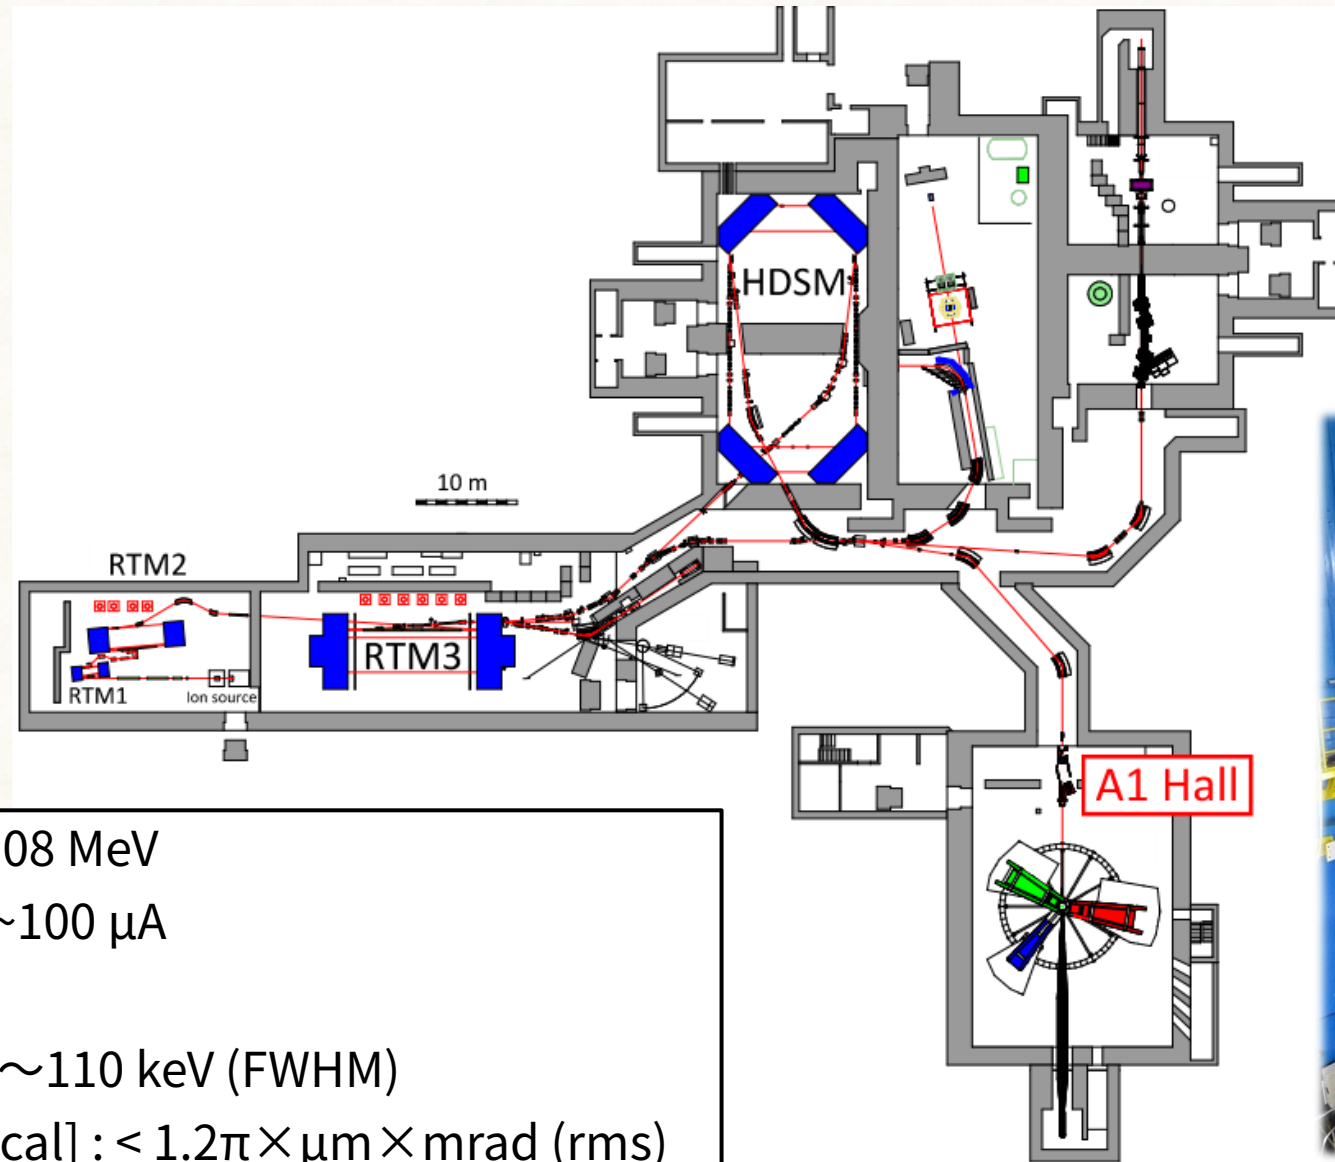 HDSM
10 m
RTM2
RTM3
RTM1
Ion source
A1 Hall
08 MeV
~100 μA
～110 keV (FWHM)
cal] : < 1.2π×μm×mrad (rms)